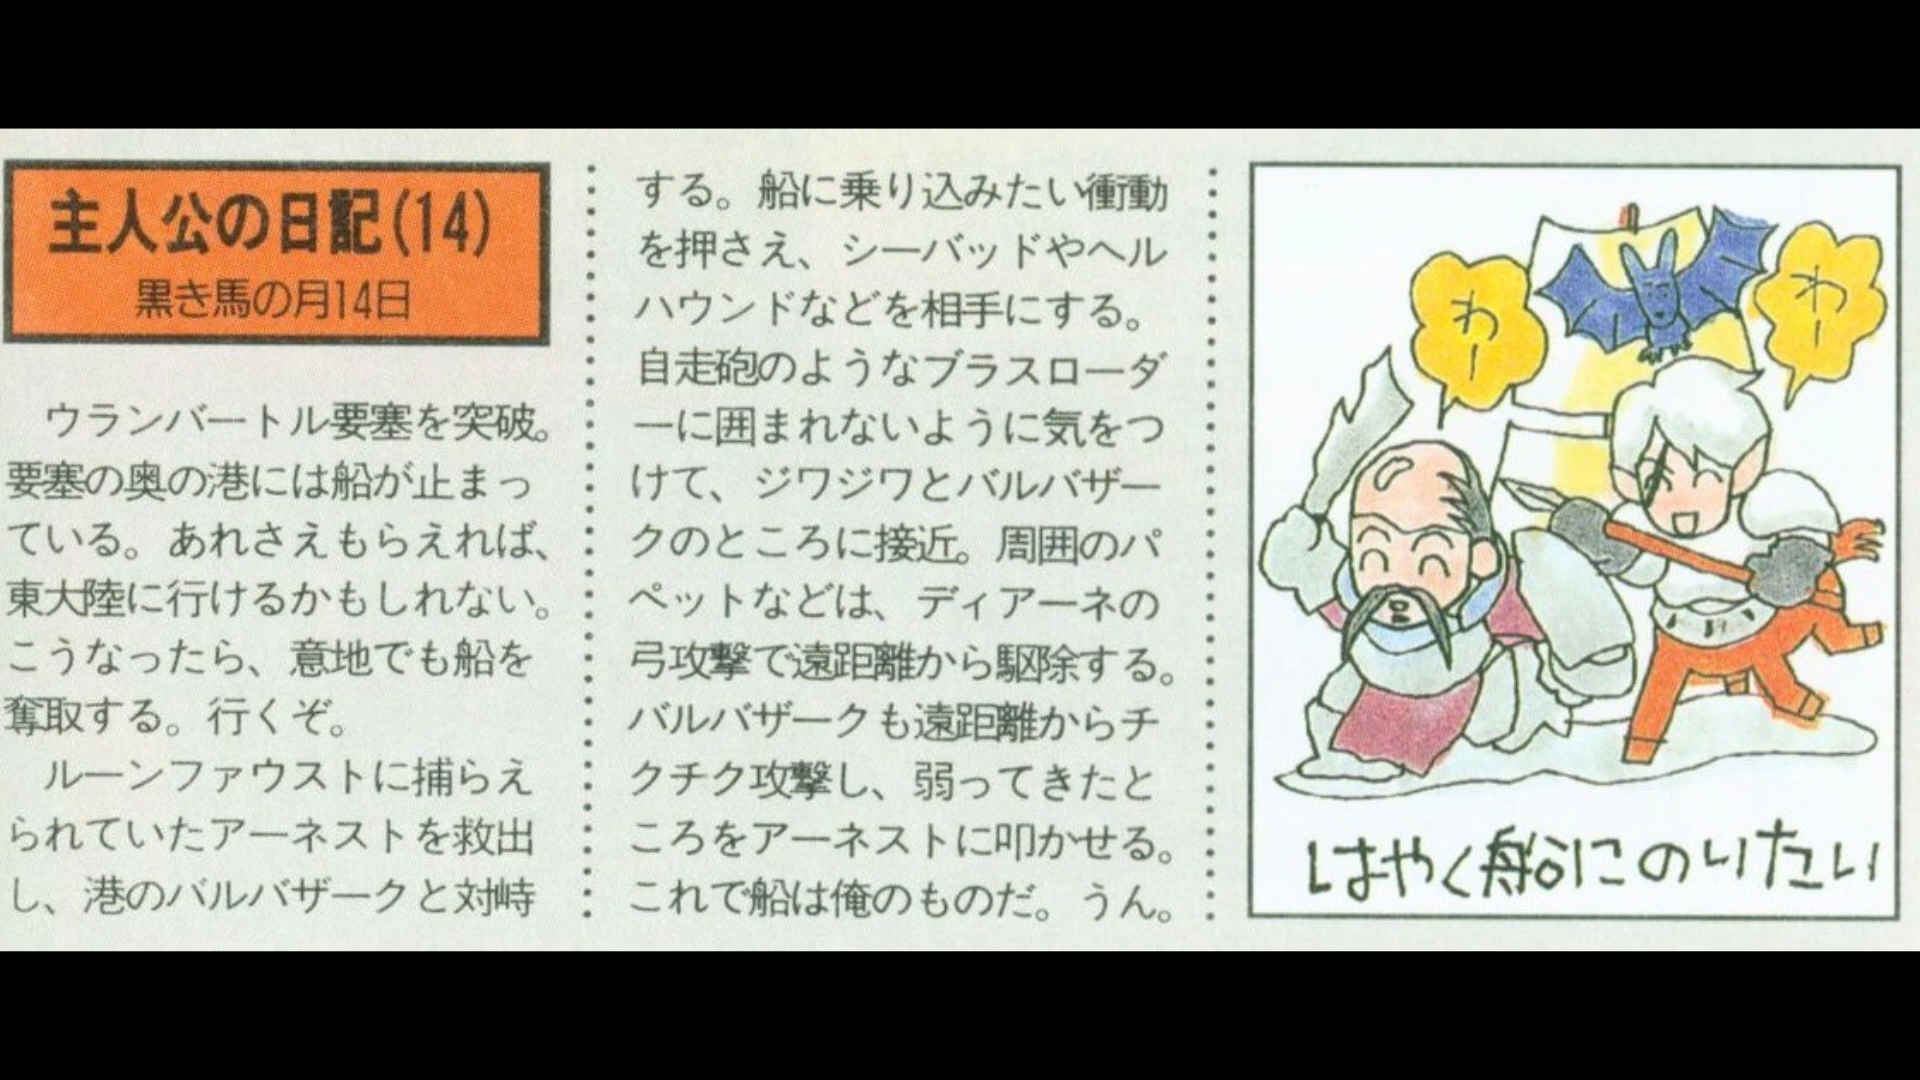 主人公の日記(14)
黒き馬の月14日
ウランバートル要塞を突破。
要塞の奥の港には船が止まっ
ている。あれさえもらえれば、
東大陸に行けるかもしれない。
こうなったら、意地でも船を
奪取する。行くぞ。
ルーンファウストに捕らえ
られていたアーネストを救出
し、港のバルバザークと対峙
する。船に乗り込みたい衝動
を押さえ、シーバッドやヘル
ハウンドなどを相手にする。
自走砲のようなブラスローダ
ーに囲まれないように気をつ
けて、ジワジワとバルバザー
クのところに接近。周囲のパ
ペットなどは、ディアーネの
弓攻撃で遠距離から駆除する。
バルバザークも遠距離からチ
クチク攻撃し、弱ってきたと
ころをアーネストに叩かせる。
これで船は俺のものだ。うん。
わー
わー
はやく船にのりたい